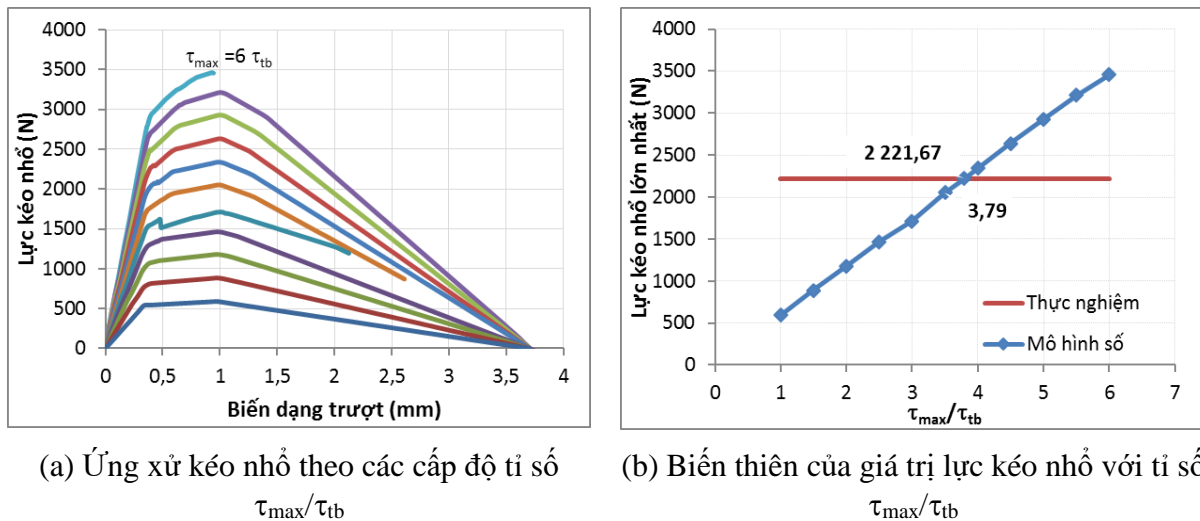 4000
3500
3000
2500
2000
1500
1000
500
0
Lực kéo nhổ (N)
τmax =6 τtb
0 0,5 1 1,5 2 2,5 3 3,5 4
Biến dạng trượt (mm)
(a) Ứng xử kéo nhổ theo các cấp độ tỉ số
τmax/τtb
4000
3500
3000
2500
2000
1500
1000
500
0
Lực kéo nhổ lớn nhất (N)
2 221,67
3,79
Thực nghiệm
Mô hình số
0 1 2 3 4 5 6 7
τmax/τtb
(b) Biến thiên của giá trị lực kéo nhổ với tỉ số
τmax/τtb